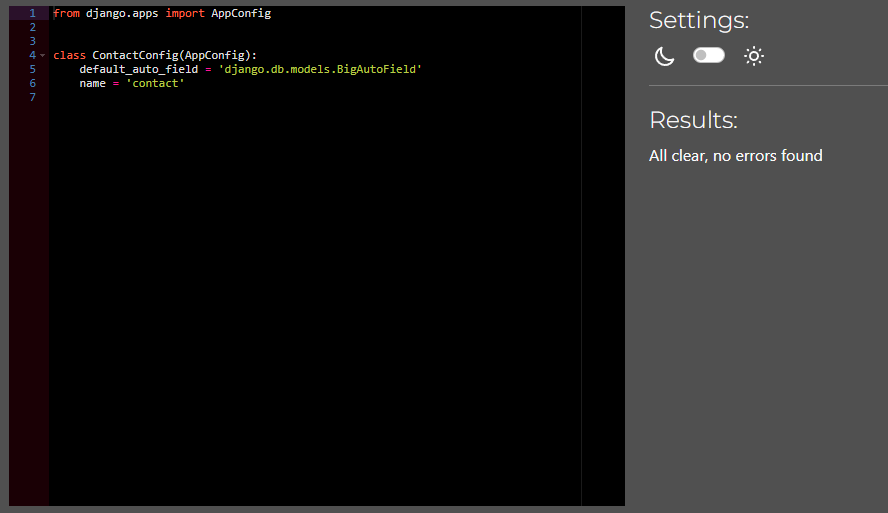 1 from django.apps import AppConfig
2
3
4 class ContactConfig(AppConfig):
5     default_auto_field = 'django.db.models.BigAutoField'
6     name = 'contact'
7
Settings:
Results:
All clear, no errors found